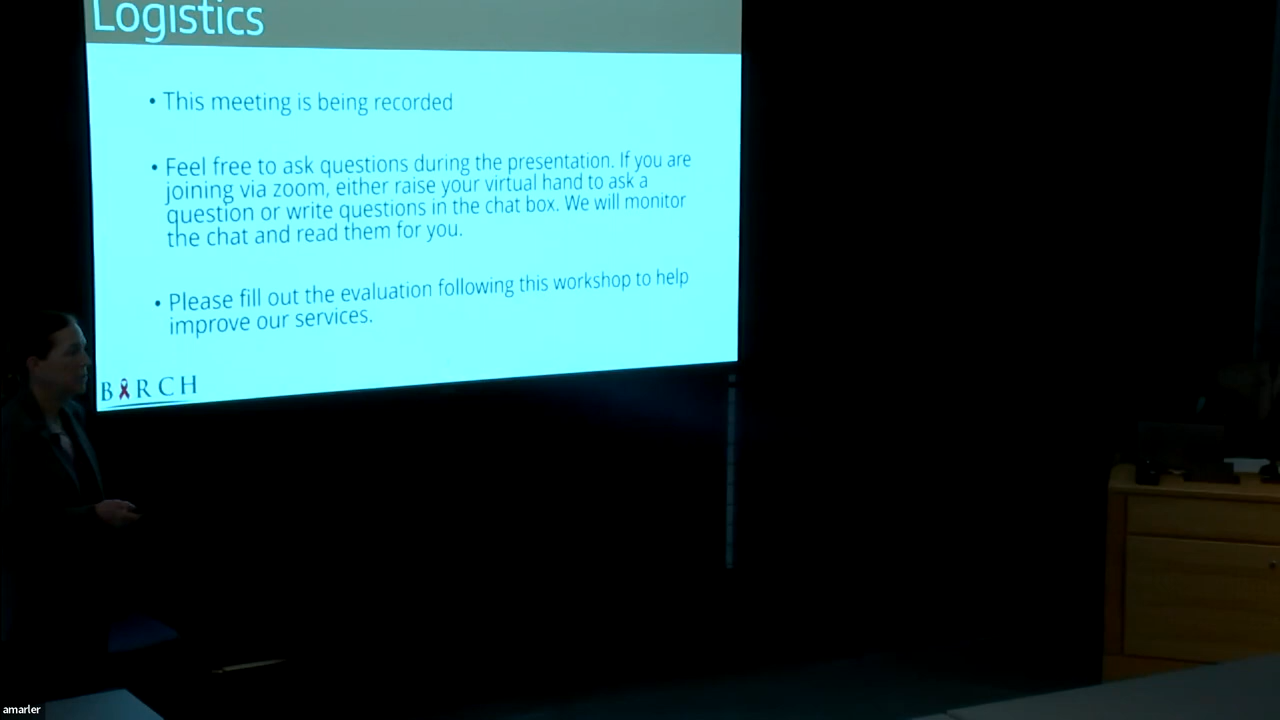 Logistics
• This meeting is being recorded
• Feel free to ask questions during the presentation. If you are
joining via zoom, either raise your virtual hand to ask a
question or write questions in the chat box. We will monitor
the chat and read them for you.
• Please fill out the evaluation following this workshop to help
improve our services.
BIRCH
amarler